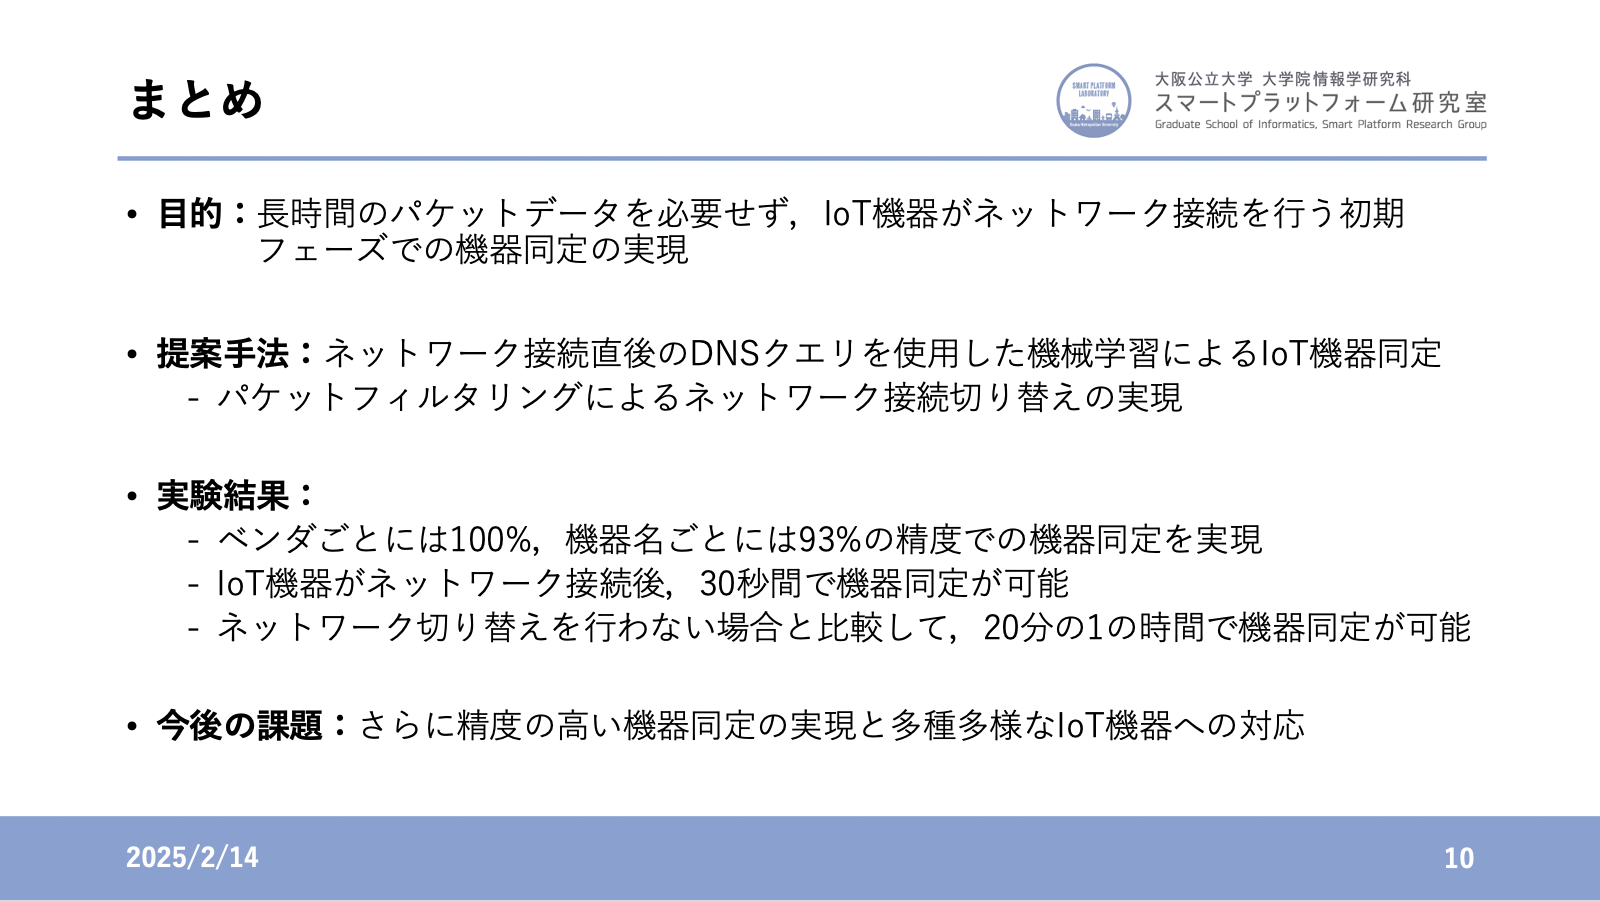 まとめ
SMART PLATFORM
LABORATORY
Osaka Metropolitan University
大阪公立大学 大学院情報学研究科
スマートプラットフォーム研究室
Graduate School of Informatics, Smart Platform Research Group
• 目的：長時間のパケットデータを必要せず，IoT機器がネットワーク接続を行う初期
フェーズでの機器同定の実現
• 提案手法：ネットワーク接続直後のDNSクエリを使用した機械学習によるIoT機器同定
- パケットフィルタリングによるネットワーク接続切り替えの実現
• 実験結果：
- ベンダごとには100%，機器名ごとには93%の精度での機器同定を実現
- IoT機器がネットワーク接続後，30秒間で機器同定が可能
- ネットワーク切り替えを行わない場合と比較して，20分の1の時間で機器同定が可能
• 今後の課題：さらに精度の高い機器同定の実現と多種多様なIoT機器への対応
2025/2/14
10